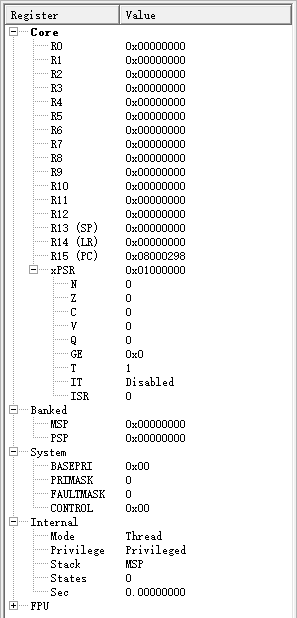 Register Value
Core
R0 0x00000000
R1 0x00000000
R2 0x00000000
R3 0x00000000
R4 0x00000000
R5 0x00000000
R6 0x00000000
R7 0x00000000
R8 0x00000000
R9 0x00000000
R10 0x00000000
R11 0x00000000
R12 0x00000000
R13 (SP) 0x00000000
R14 (LR) 0x00000000
R15 (PC) 0x08000298
xPSR 0x01000000
N 0
Z 0
C 0
V 0
Q 0
GE 0x0
T 1
IT Disabled
ISR 0
Banked
MSP 0x00000000
PSP 0x00000000
System
BASEPRI 0x00
PRIMASK 0
FAULTMASK 0
CONTROL 0x00
Internal
Mode Thread
Privilege Privileged
Stack MSP
States 0
Sec 0.00000000
FPU